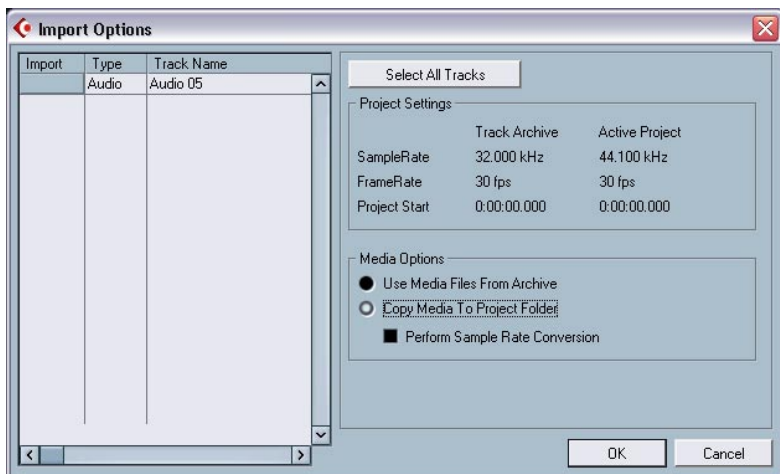 Import Options
Import Type Track Name
Audio Audio 05
Select All Tracks
Project Settings
Track Archive Active Project
SampleRate 32.000 kHz 44.100 kHz
FrameRate 30 fps 30 fps
Project Start 0:00:00.000 0:00:00.000
Media Options
Use Media Files From Archive
Copy Media To Project Folder
Perform Sample Rate Conversion
OK Cancel